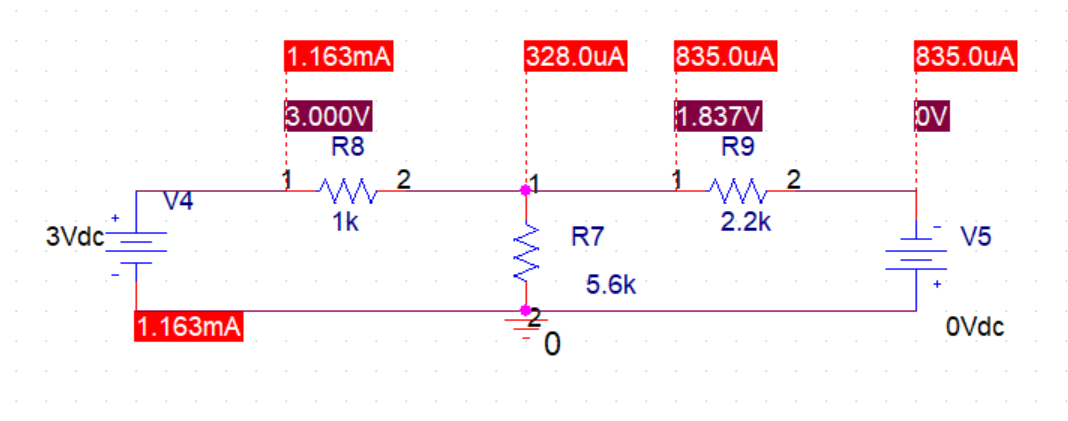 1.163mA 328.0uA 835.0uA 835.0uA
3.000V 1.837V 0V
R8 R9
1 2 1 1 2
V4
1k 2.2k
+ -
3Vdc R7 V5
-
5.6k +
1.163mA 2 0Vdc
0